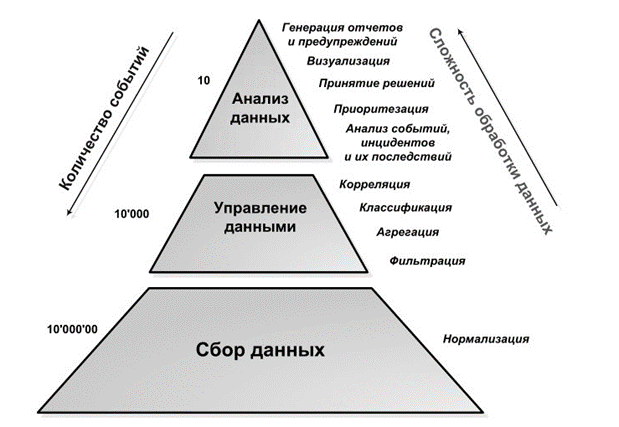 Генерация отчетов
и предупреждений
Количество событий
Сложность обработки данных
Визуализация
10
Принятие решений
Анализ
данных
Приоритезация
Анализ событий,
инцидентов
и их последствий
Корреляция
10'000
Управление
данными
Классификация
Агрегация
Фильтрация
10'000'00
Сбор данных
Нормализация